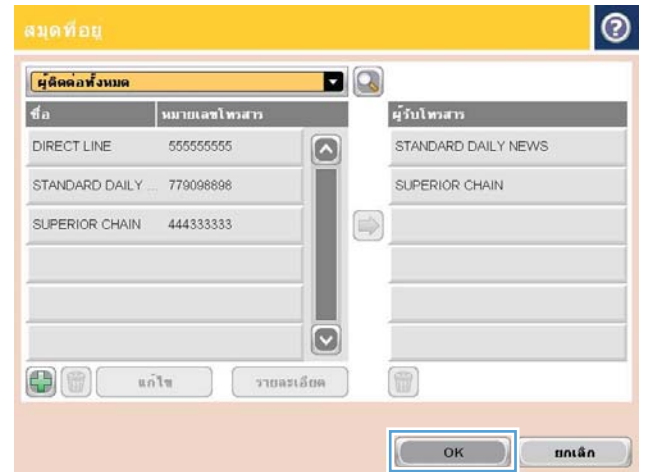 สมุดที่อยู่
ผู้ติดต่อทั้งหมด
ชื่อ หมายเลขโทรสาร ผู้รับโทรสาร
DIRECT LINE 555555555 STANDARD DAILY NEWS
STANDARD DAILY ... 779098898 SUPERIOR CHAIN
SUPERIOR CHAIN 444333333
แก้ไข รายละเอียด
OK ยกเลิก